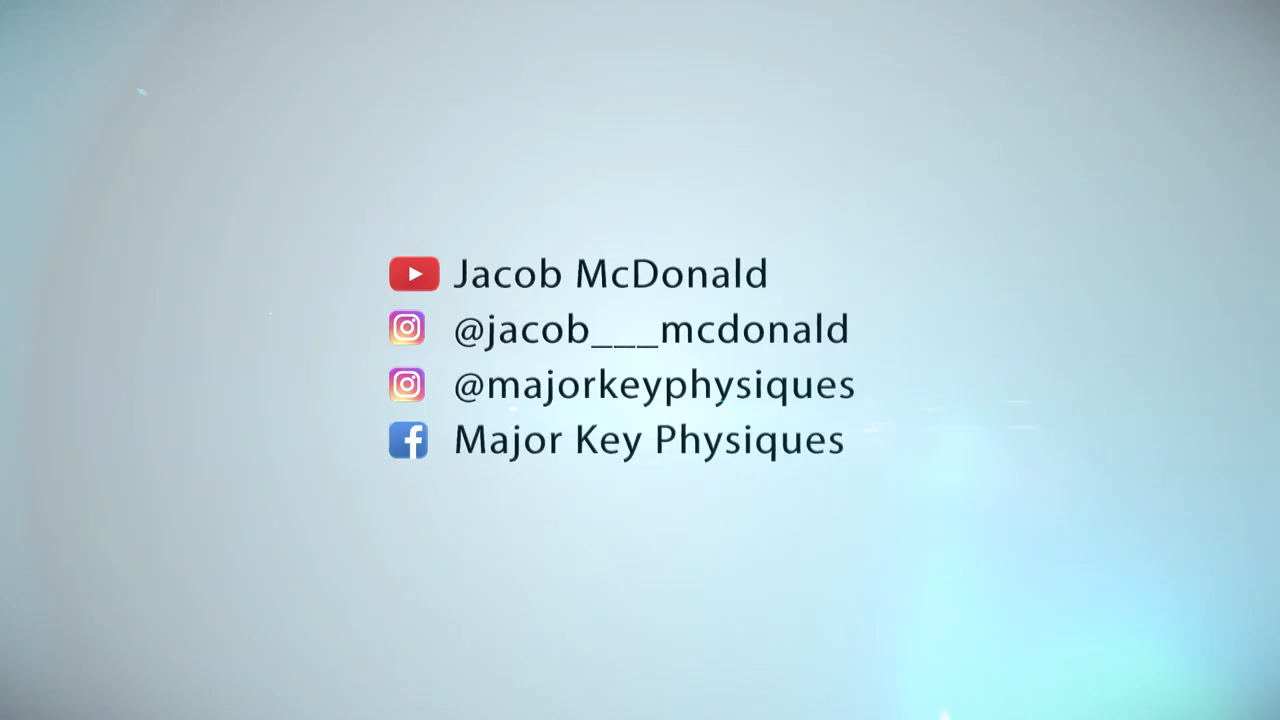 Jacob McDonald
@jacob___mcdonald
@majorkeyphysiques
Major Key Physiques